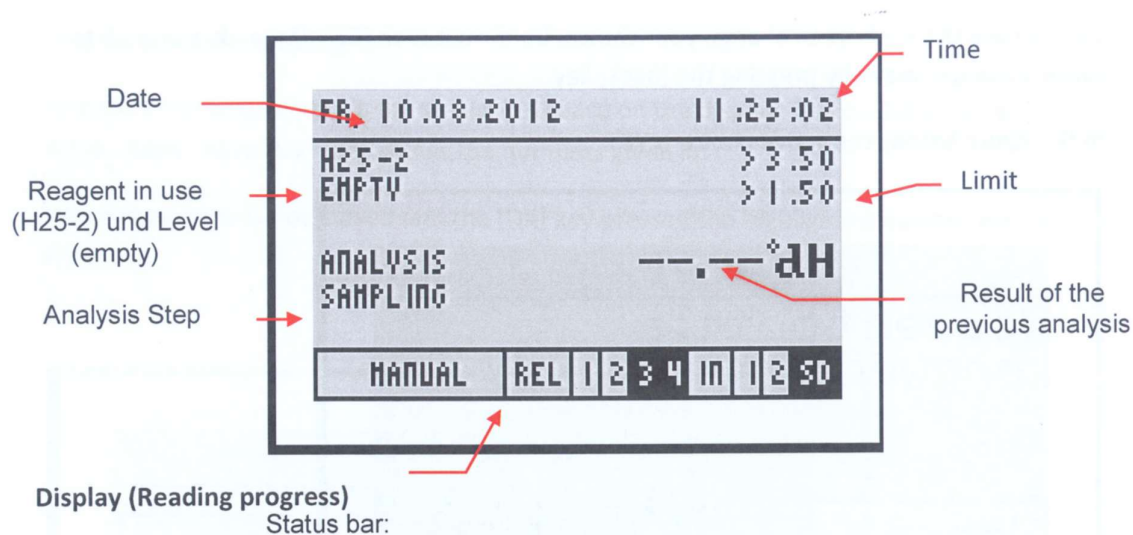 Time
Date
FR, 10.08.2012 11:25:02
H25-2 >3.50
EMPTY >1.50
Limit
Reagent in use
(H25-2) und Level
(empty)
ANALYSIS --.--°dH
SAMPLING
Result of the
previous analysis
Analysis Step
MANUAL REL 1 2 3 4 IN 1 2 SD
Display (Reading progress)
Status bar: